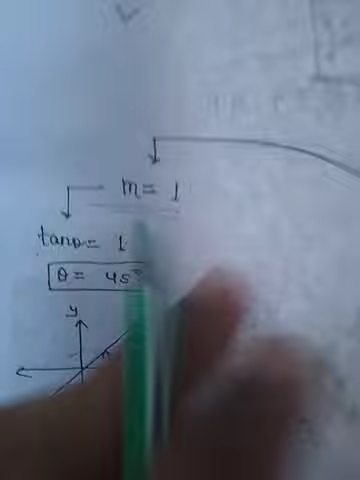 m = 1
tanθ = 1
θ = 45°
y